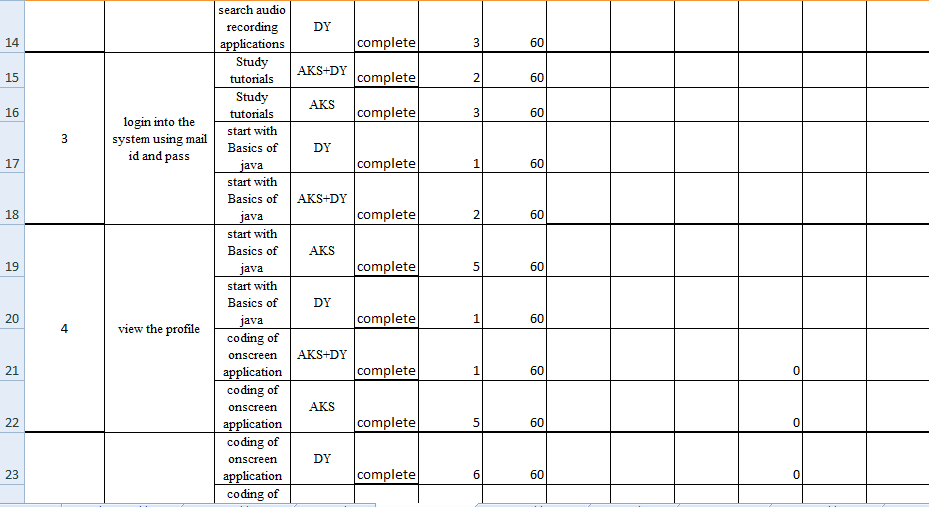 search audio
recording
applications
DY
14
complete
3
60
Study
tutorials
AKS+DY
15
complete
2
60
Study
tutorials
AKS
16
complete
3
60
3
login into the
system using mail
id and pass
start with
Basics of
java
DY
17
complete
1
60
start with
Basics of
java
AKS+DY
18
complete
2
60
start with
Basics of
java
AKS
19
complete
5
60
start with
Basics of
java
DY
20
complete
1
60
4
view the profile
coding of
onscreen
application
AKS+DY
21
complete
1
60
0
coding of
onscreen
application
AKS
22
complete
5
60
0
coding of
onscreen
application
DY
23
complete
6
60
0
coding of